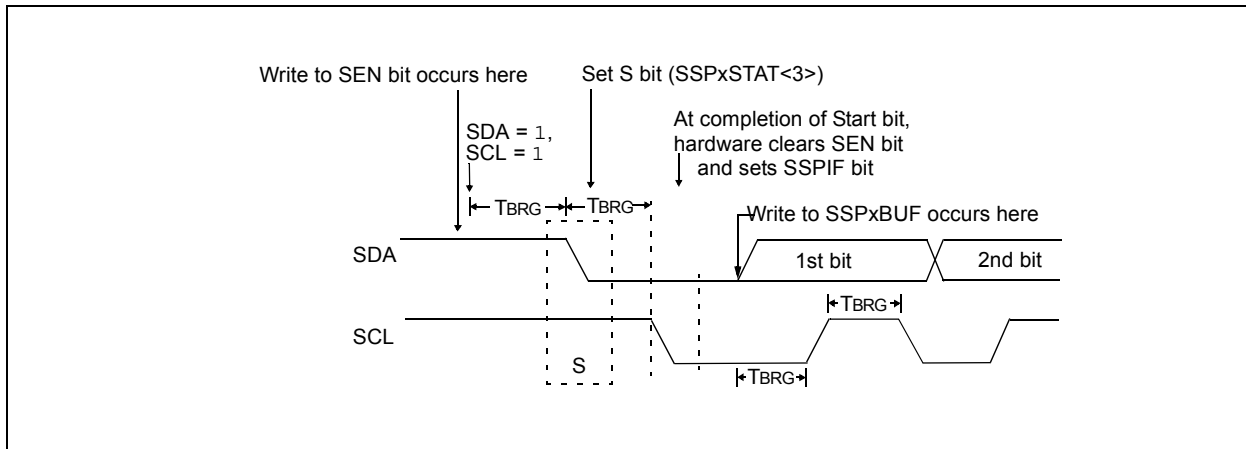 Write to SEN bit occurs here
Set S bit (SSPxSTAT<3>)
SDA = 1,
SCL = 1
At completion of Start bit,
hardware clears SEN bit
and sets SSPIF bit
TBRG
TBRG
Write to SSPxBUF occurs here
SDA
1st bit
2nd bit
TBRG
SCL
S
TBRG